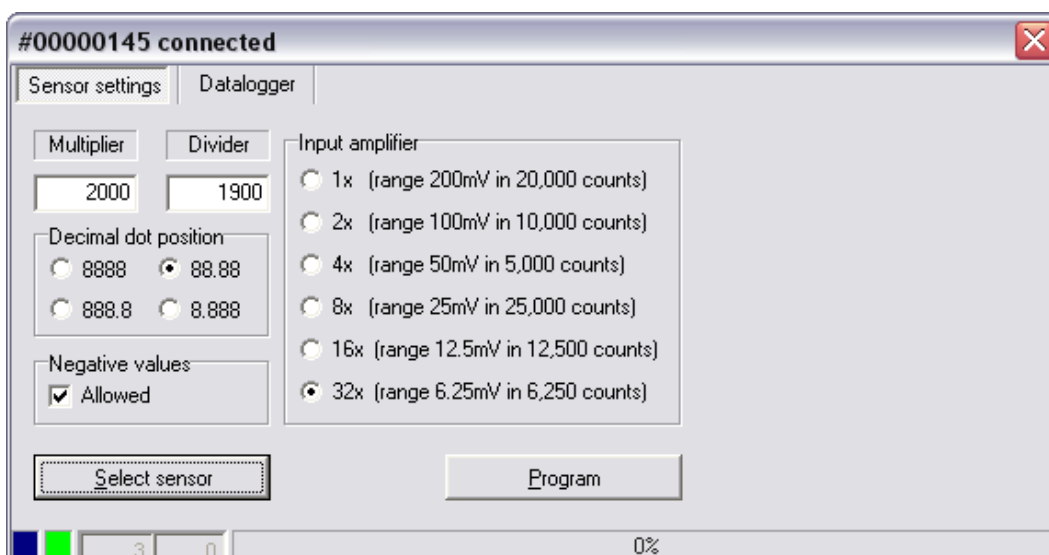 #00000145 connected
Sensor settings Datalogger
Multiplier Divider
2000 1900
Decimal dot position
8888 88.88
888.8 8.888
Negative values
Allowed
Input amplifier
1x (range 200mV in 20,000 counts)
2x (range 100mV in 10,000 counts)
4x (range 50mV in 5,000 counts)
8x (range 25mV in 25,000 counts)
16x (range 12.5mV in 12,500 counts)
32x (range 6.25mV in 6,250 counts)
Select sensor Program
3 0 0%